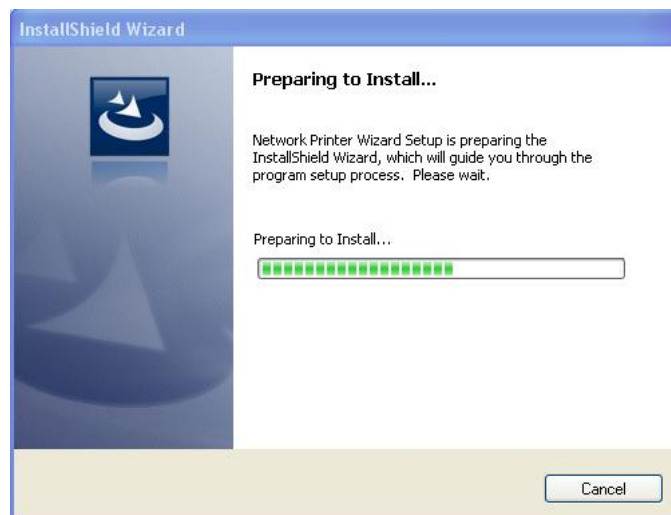 InstallShield Wizard
Preparing to Install...
Network Printer Wizard Setup is preparing the
InstallShield Wizard, which will guide you through the
program setup process.  Please wait.
Preparing to Install...
Cancel